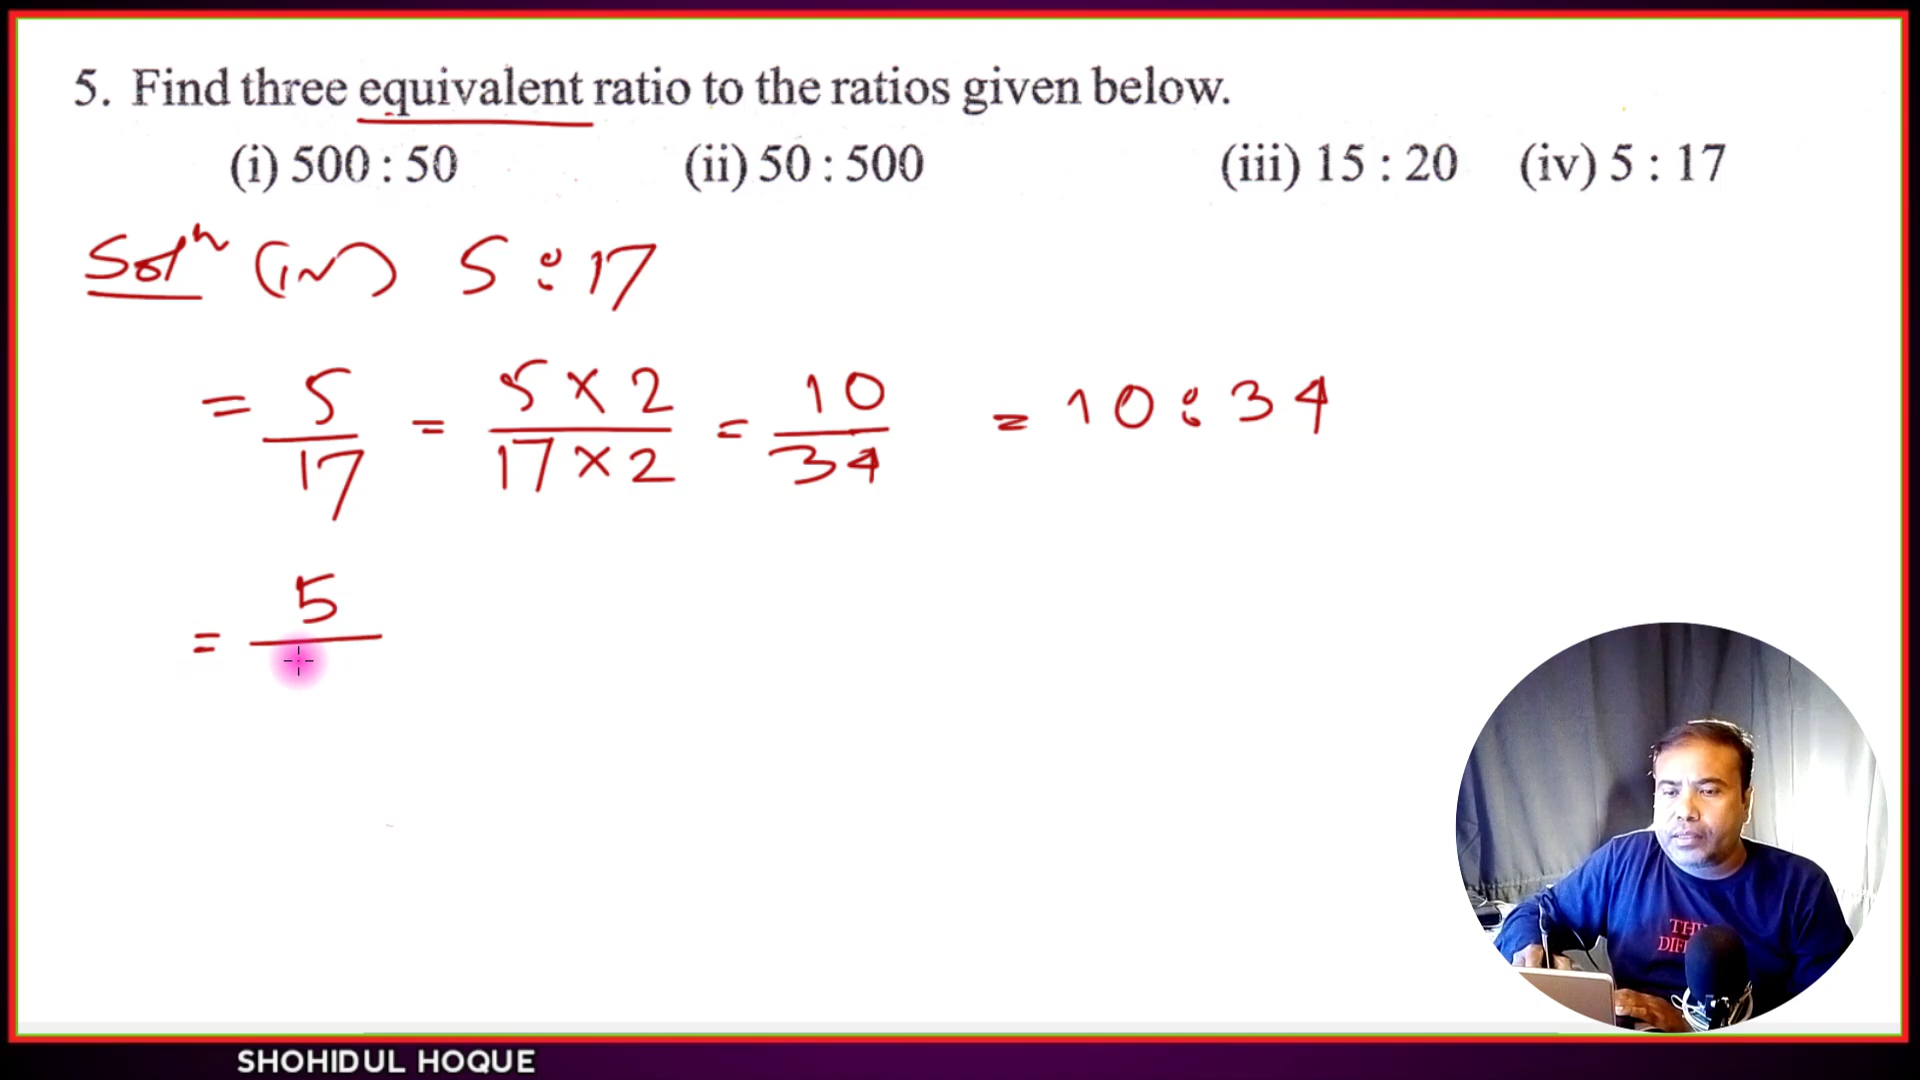 5. Find three equivalent ratio to the ratios given below.
(i) 500 : 50 (ii) 50 : 500 (iii) 15 : 20 (iv) 5 : 17
Solⁿ (iv) 5 : 17
= 5/17 = 5 × 2/17 × 2 = 10/34 = 10 : 34
= 5/
THI
DIF
SHOHIDUL HOQUE